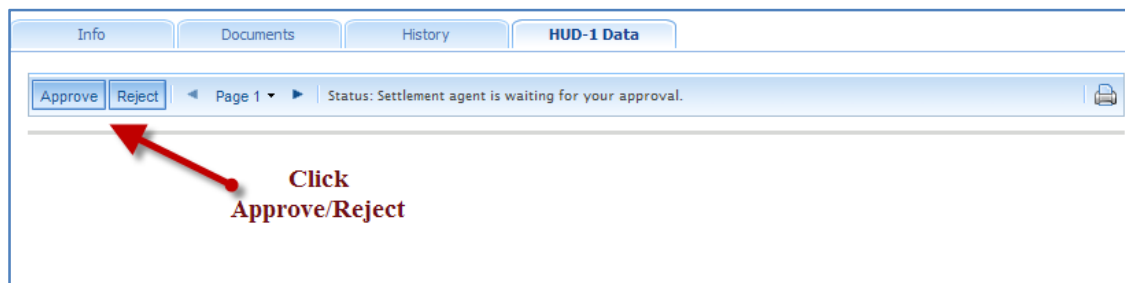 Info Documents History HUD-1 Data
Approve Reject Page 1 Status: Settlement agent is waiting for your approval.
Click
Approve/Reject